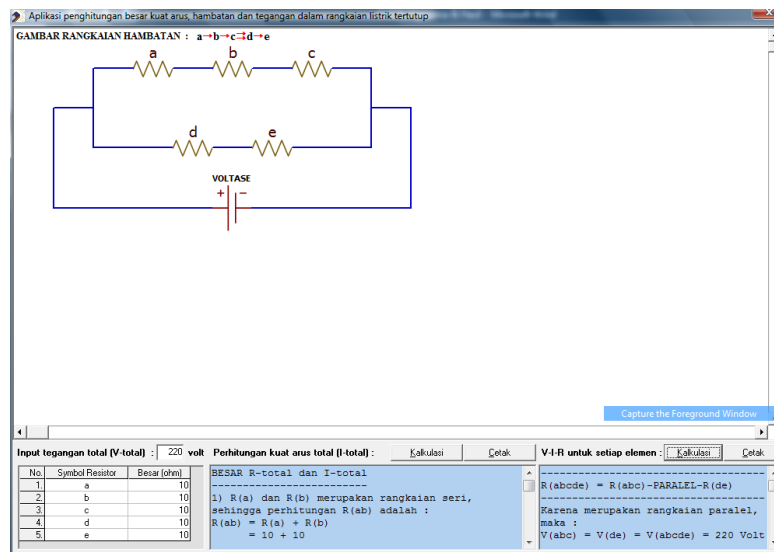 Aplikasi penghitungan besar kuat arus, hambatan dan tegangan dalam rangkaian listrik tertutup
GAMBAR RANGKAIAN HAMBATAN : a→b→c⇉d→e
a b c
d e
VOLTASE
+ −
Capture the Foreground Window
Input tegangan total (V-total) : 220 volt Perhitungan kuat arus total (I-total) : Kalkulasi Cetak V-I-R untuk setiap elemen : Kalkulasi Cetak
No. Symbol Resistor Besar (ohm)
1. a 10
2. b 10
3. c 10
4. d 10
5. e 10
BESAR R-total dan I-total
------------------------
1) R(a) dan R(b) merupakan rangkaian seri,
sehingga perhitungan R(ab) adalah :
R(ab) = R(a) + R(b)
= 10 + 10
-----------------------------------
R(abcde) = R(abc)-PARALEL-R(de)
-----------------------------------
Karena merupakan rangkaian paralel,
maka :
V(abc) = V(de) = V(abcde) = 220 Volt